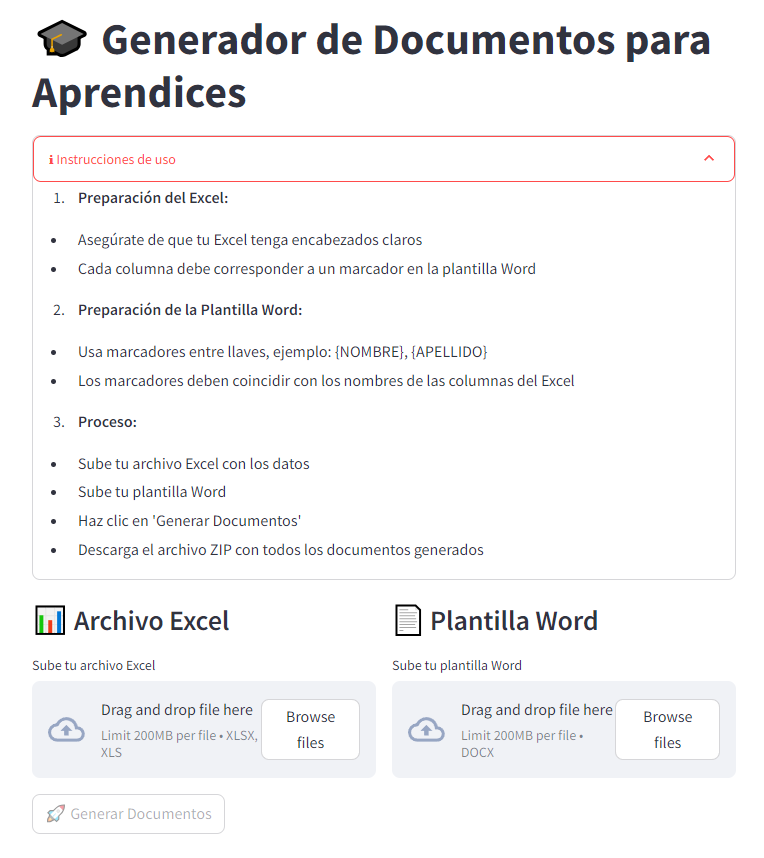 Generador de Documentos para
Aprendices
Instrucciones de uso
1. Preparación del Excel:
• Asegúrate de que tu Excel tenga encabezados claros
• Cada columna debe corresponder a un marcador en la plantilla Word
2. Preparación de la Plantilla Word:
• Usa marcadores entre llaves, ejemplo: {NOMBRE}, {APELLIDO}
• Los marcadores deben coincidir con los nombres de las columnas del Excel
3. Proceso:
• Sube tu archivo Excel con los datos
• Sube tu plantilla Word
• Haz clic en 'Generar Documentos'
• Descarga el archivo ZIP con todos los documentos generados
Archivo Excel
Sube tu archivo Excel
Drag and drop file here
Limit 200MB per file • XLSX,
XLS
Browse
files
Plantilla Word
Sube tu plantilla Word
Drag and drop file here
Limit 200MB per file •
DOCX
Browse
files
Generar Documentos